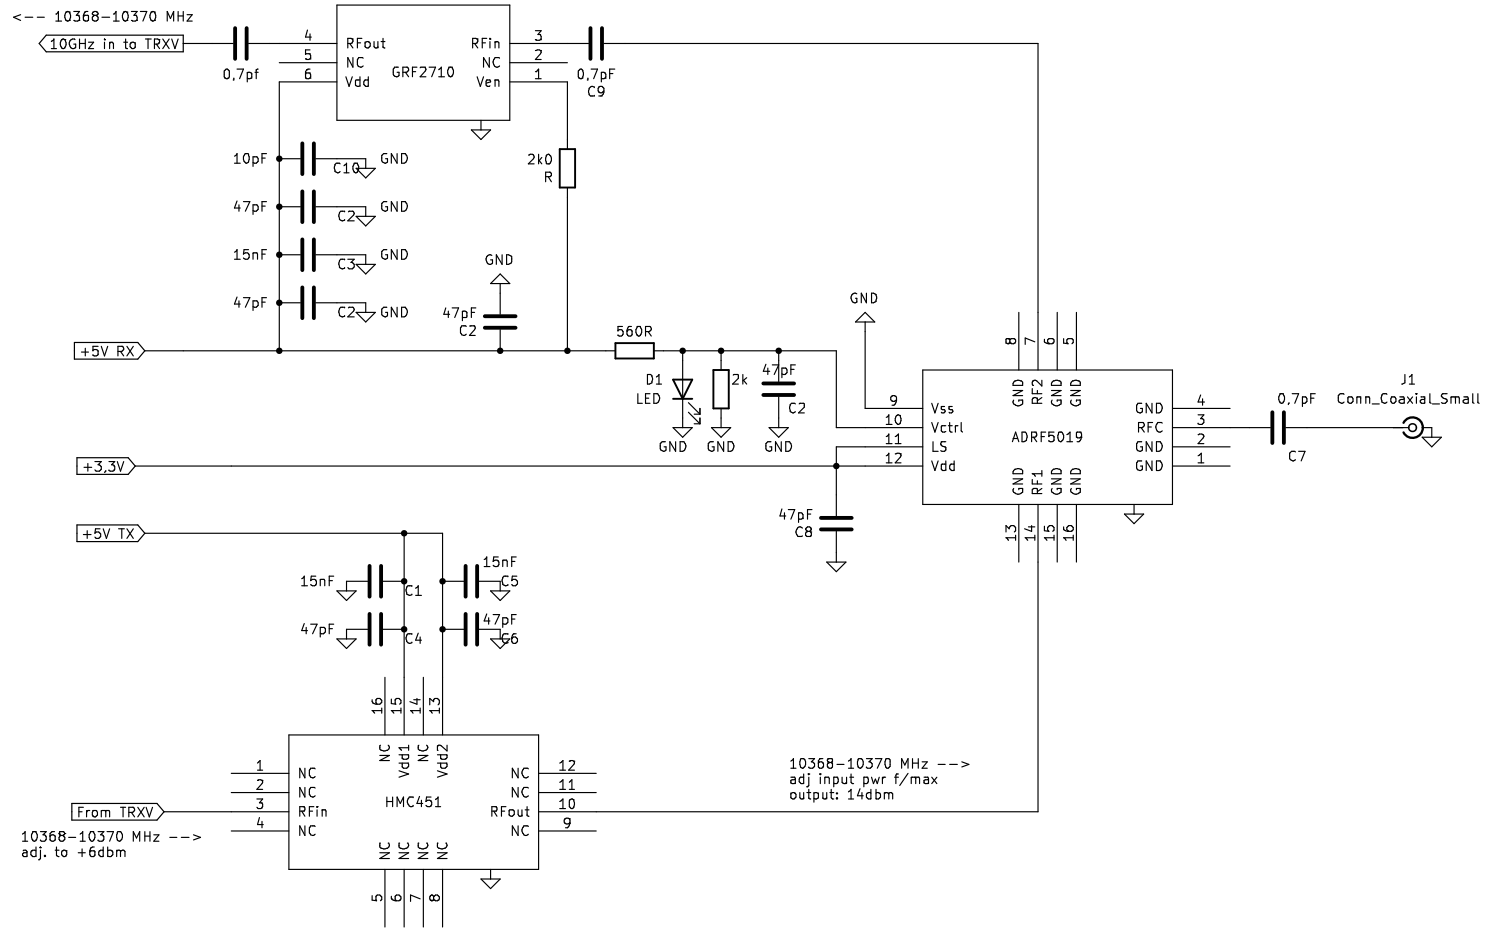 <-- 10368-10370 MHz
10GHz in to TRXV
0,7pf
4
5
6
RFout
NC
Vdd
GRF2710
RFin
NC
Ven
3
2
1
0,7pF
C9
10pF
C10
GND
47pF
C2
GND
15nF
C3
GND
47pF
C2
GND
2k0
R
GND
47pF
C2
+5V RX
560R
D1
LED
GND
2k
GND
47pF
C2
GND
GND
9
10
11
12
Vss
Vctrl
LS
Vdd
ADRF5019
8
7
6
5
GND
RF2
GND
GND
GND
RFC
GND
GND
4
3
2
1
GND
RF1
GND
GND
13
14
15
16
0,7pF
C7
J1
Conn_Coaxial_Small
+3,3V
47pF
C8
+5V TX
15nF
C1
15nF
C5
47pF
C4
47pF
C6
16
15
14
13
NC
Vdd1
NC
Vdd2
1
2
3
4
NC
NC
RFin
NC
HMC451
NC
NC
RFout
NC
12
11
10
9
NC
NC
NC
NC
5
6
7
8
From TRXV
10368-10370 MHz -->
adj. to +6dbm
10368-10370 MHz -->
adj input pwr f/max
output: 14dbm